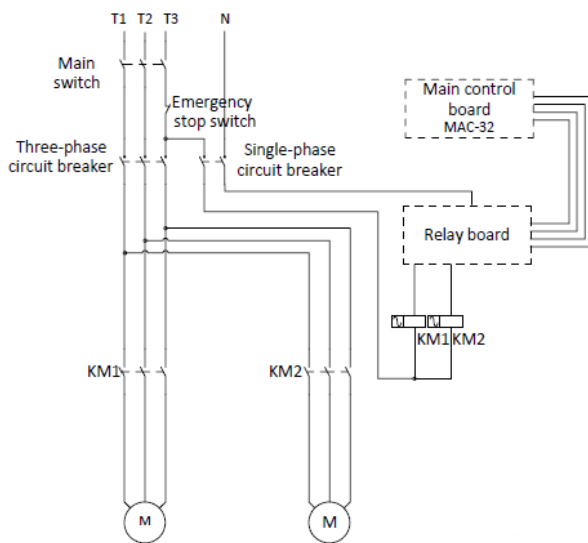 T1 T2 T3 N
Main
switch
Emergency
stop switch
Main control
board
MAC-32
Three-phase
circuit breaker
Single-phase
circuit breaker
Relay board
KM1 KM2
KM1
KM2
M
M